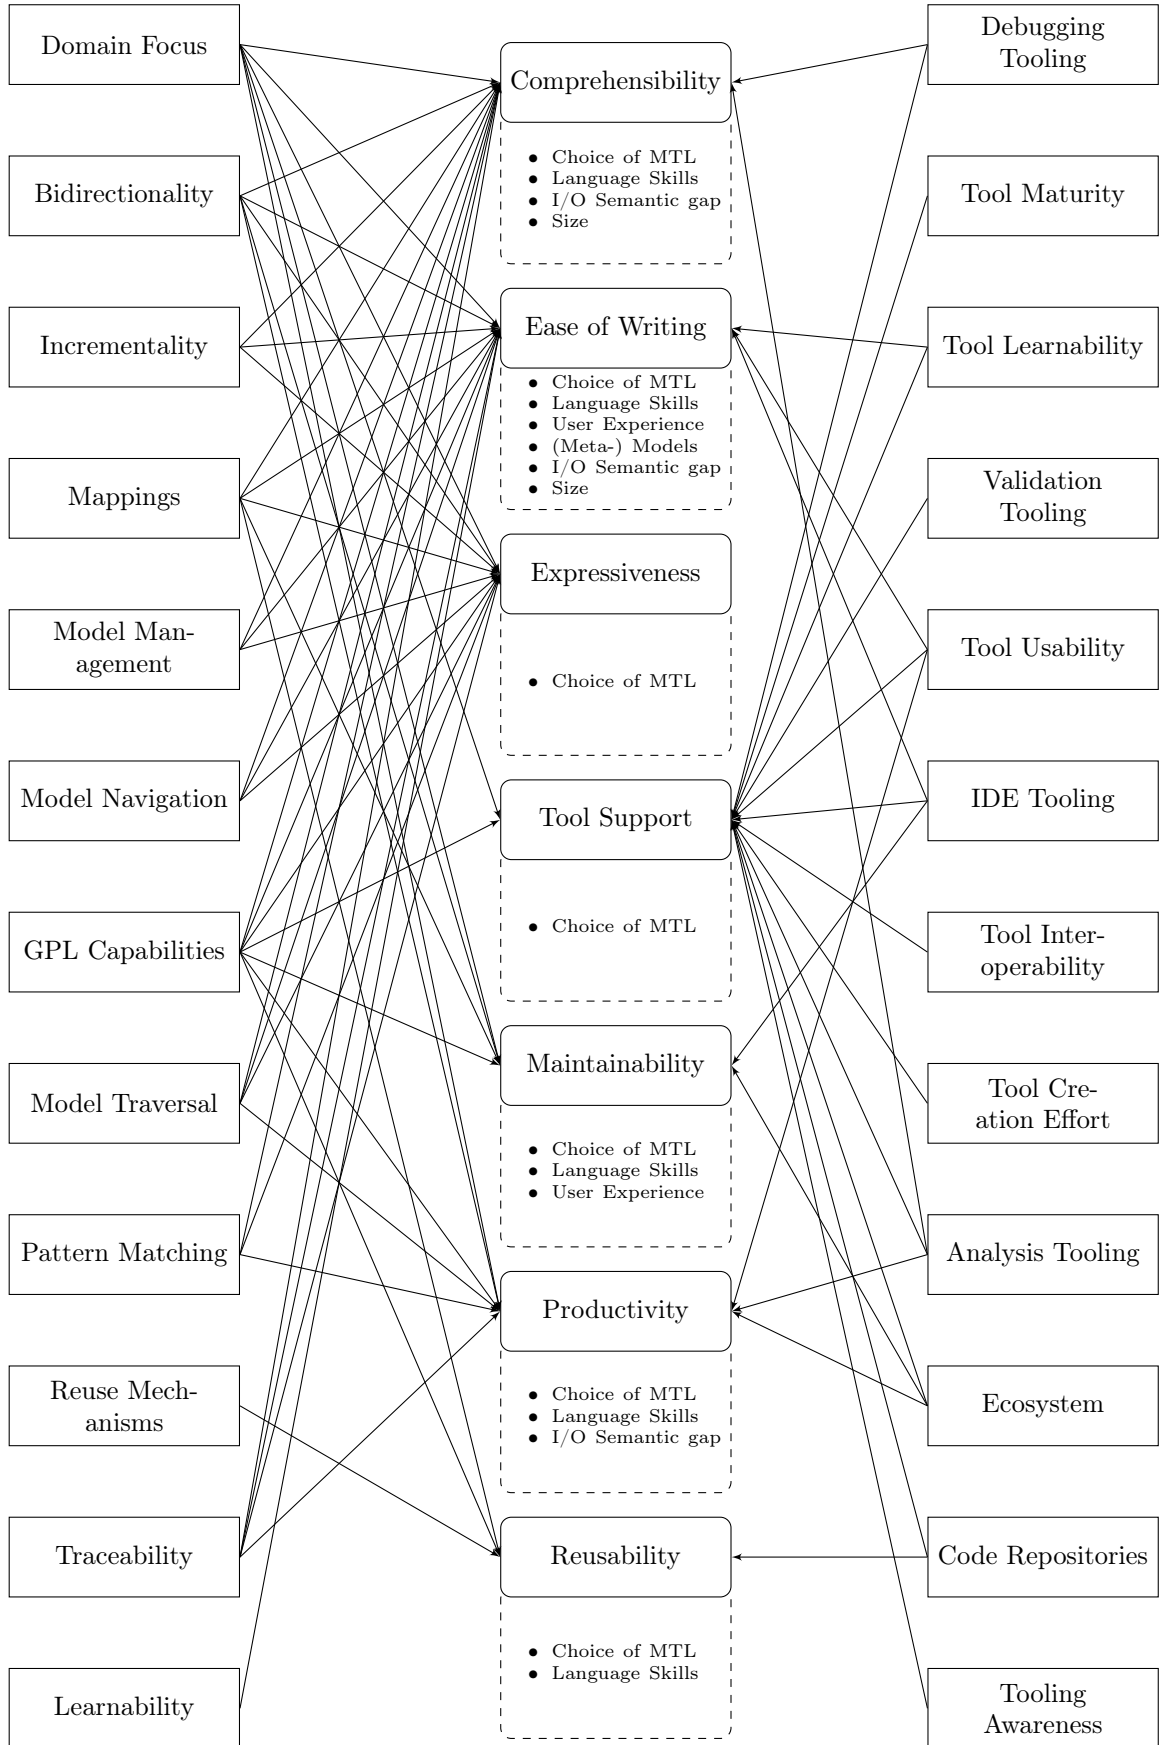 Domain Focus
Bidirectionality
Incrementality
Mappings
Model Man-
agement
Model Navigation
GPL Capabilities
Model Traversal
Pattern Matching
Reuse Mech-
anisms
Traceability
Learnability
Comprehensibility
• Choice of MTL
• Language Skills
• I/O Semantic gap
• Size
Ease of Writing
• Choice of MTL
• Language Skills
• User Experience
• (Meta-) Models
• I/O Semantic gap
• Size
Expressiveness
• Choice of MTL
Tool Support
• Choice of MTL
Maintainability
• Choice of MTL
• Language Skills
• User Experience
Productivity
• Choice of MTL
• Language Skills
• I/O Semantic gap
Reusability
• Choice of MTL
• Language Skills
Debugging
Tooling
Tool Maturity
Tool Learnability
Validation
Tooling
Tool Usability
IDE Tooling
Tool Inter-
operability
Tool Cre-
ation Effort
Analysis Tooling
Ecosystem
Code Repositories
Tooling
Awareness